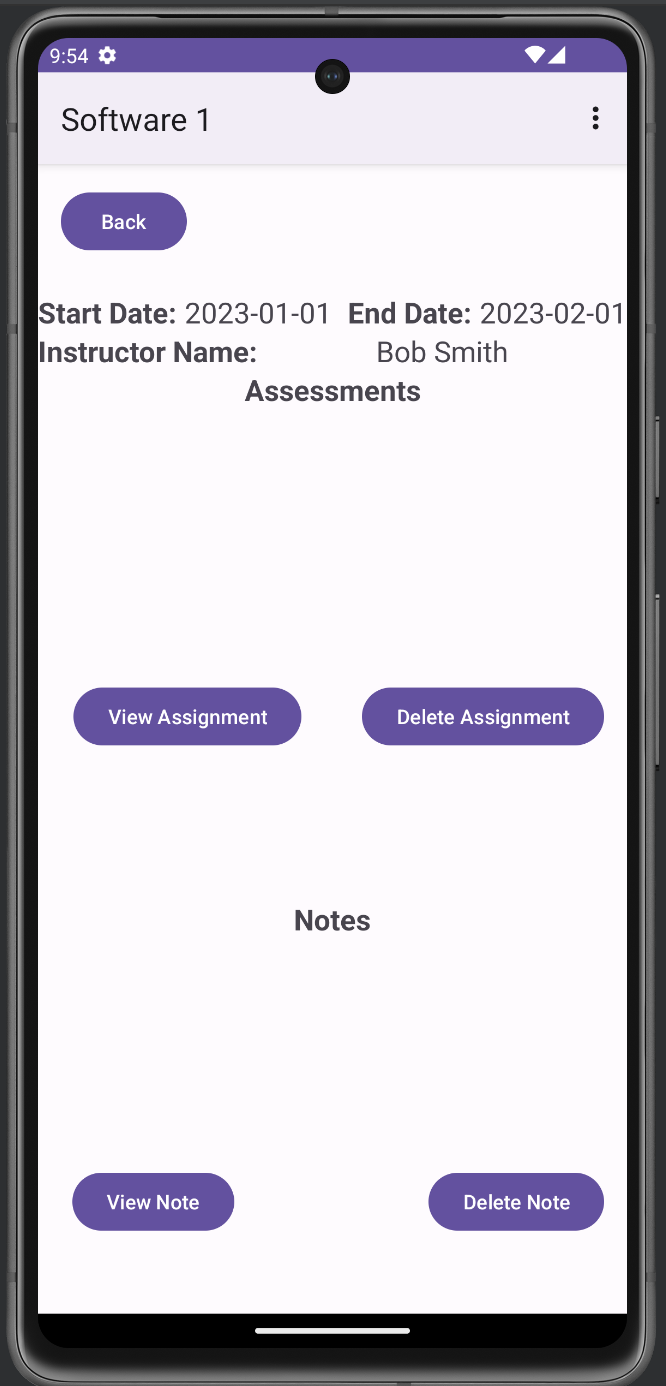 9:54
Software 1
Back
Start Date: 2023-01-01 End Date: 2023-02-01
Instructor Name: Bob Smith
Assessments
View Assignment Delete Assignment
Notes
View Note Delete Note